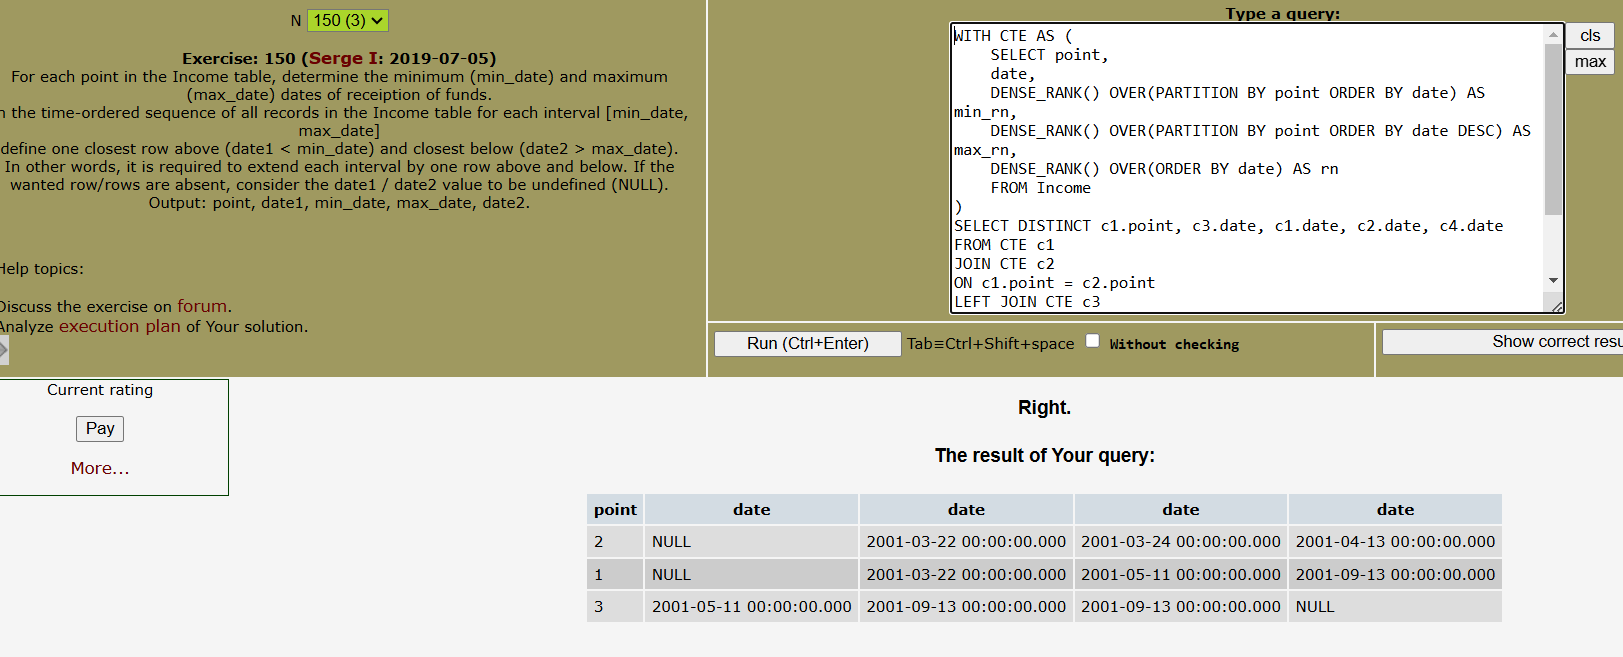 N 150 (3)
Exercise: 150 (Serge I: 2019-07-05)
For each point in the Income table, determine the minimum (min_date) and maximum
(max_date) dates of receiption of funds.
the time-ordered sequence of all records in the Income table for each interval [min_date,
max_date]
define one closest row above (date1 < min_date) and closest below (date2 > max_date).
In other words, it is required to extend each interval by one row above and below. If the
wanted row/rows are absent, consider the date1 / date2 value to be undefined (NULL).
Output: point, date1, min_date, max_date, date2.
Help topics:
Discuss the exercise on forum.
Analyze execution plan of Your solution.
Type a query:
WITH CTE AS (
SELECT point,
date,
DENSE_RANK() OVER(PARTITION BY point ORDER BY date) AS
min_rn,
DENSE_RANK() OVER(PARTITION BY point ORDER BY date DESC) AS
max_rn,
DENSE_RANK() OVER(ORDER BY date) AS rn
FROM Income
)
SELECT DISTINCT c1.point, c3.date, c1.date, c2.date, c4.date
FROM CTE c1
JOIN CTE c2
ON c1.point = c2.point
LEFT JOIN CTE c3
cls
max
Run (Ctrl+Enter) Tab≡Ctrl+Shift+space Without checking
Show correct resu
Current rating
Pay
More...
Right.
The result of Your query:
point date date date date
2 NULL 2001-03-22 00:00:00.000 2001-03-24 00:00:00.000 2001-04-13 00:00:00.000
1 NULL 2001-03-22 00:00:00.000 2001-05-11 00:00:00.000 2001-09-13 00:00:00.000
3 2001-05-11 00:00:00.000 2001-09-13 00:00:00.000 2001-09-13 00:00:00.000 NULL